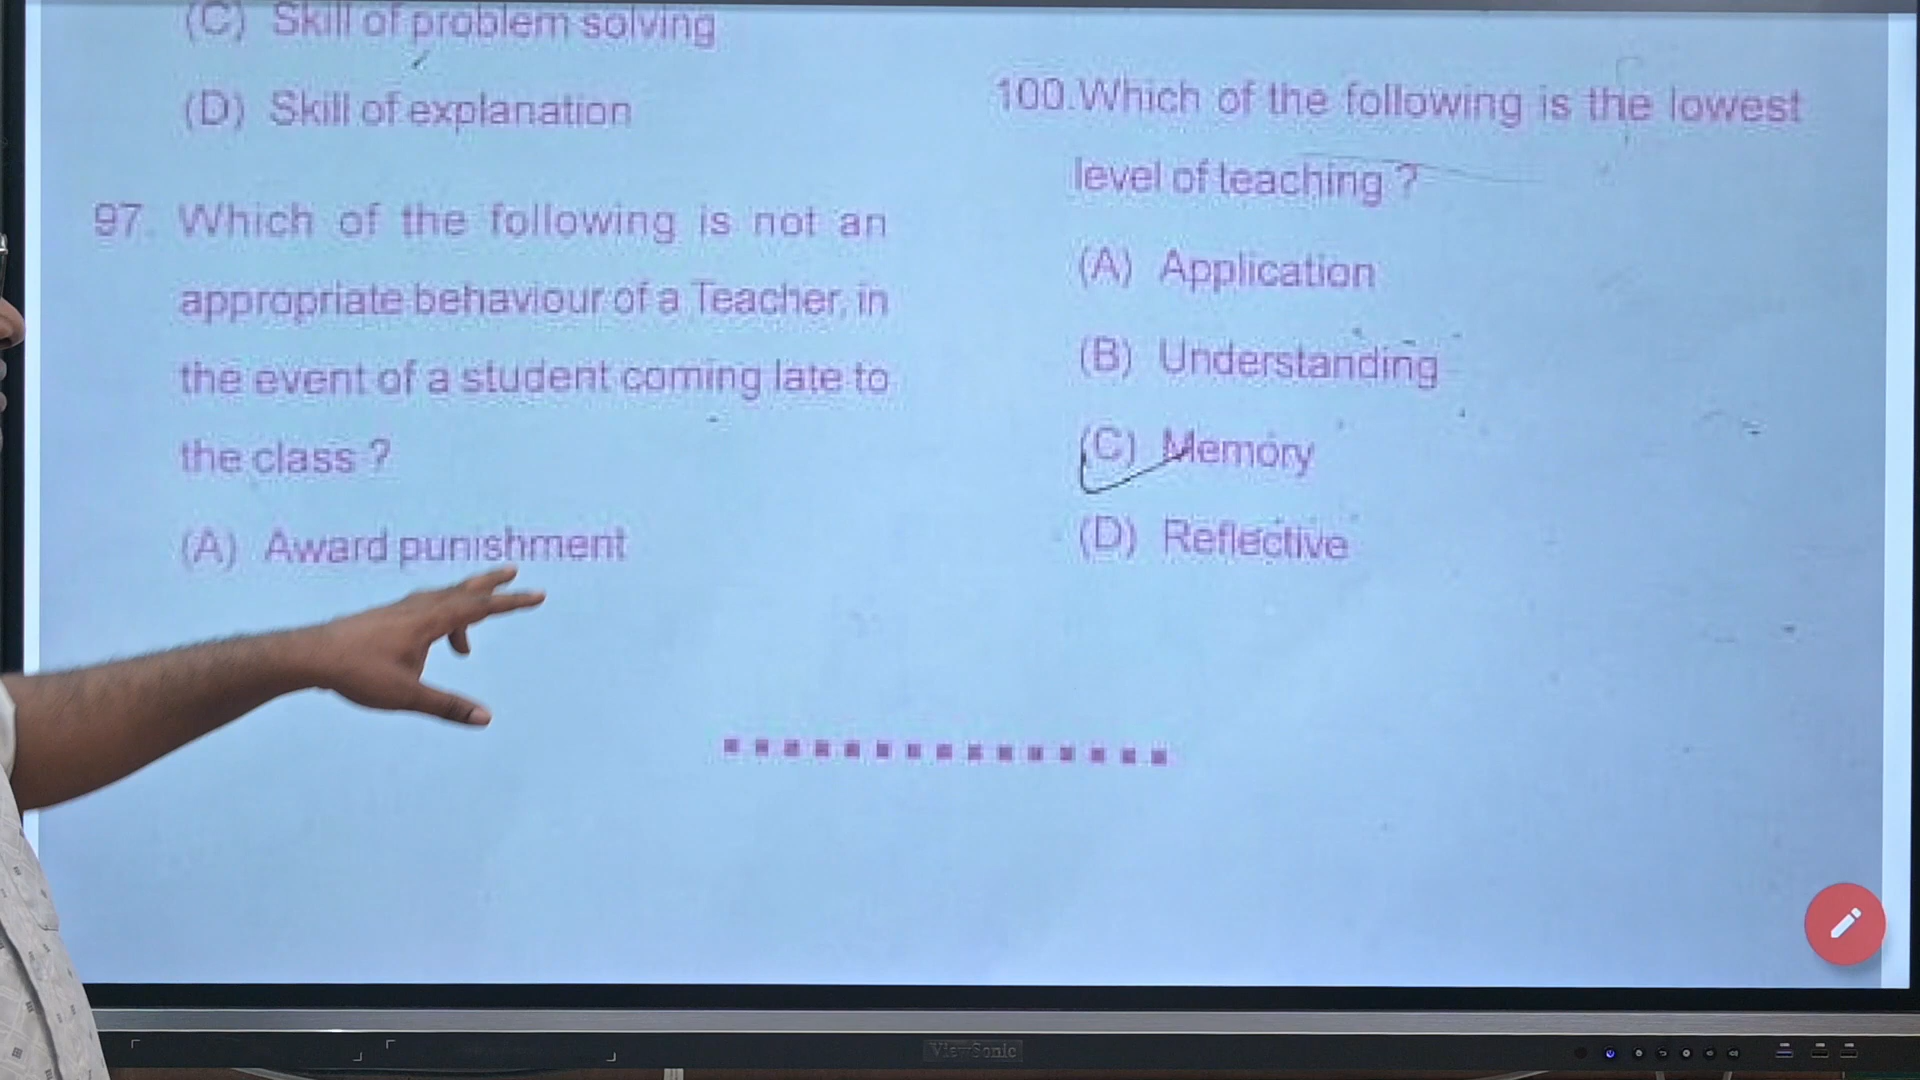 (C) Skill of problem solving
(D) Skill of explanation
97. Which of the following is not an
appropriate behaviour of a Teacher, in
the event of a student coming late to
the class ?
(A) Award punishment
100.Which of the following is the lowest
level of teaching ?
(A) Application
(B) Understanding
(C) Memory
(D) Reflective
ViewSonic